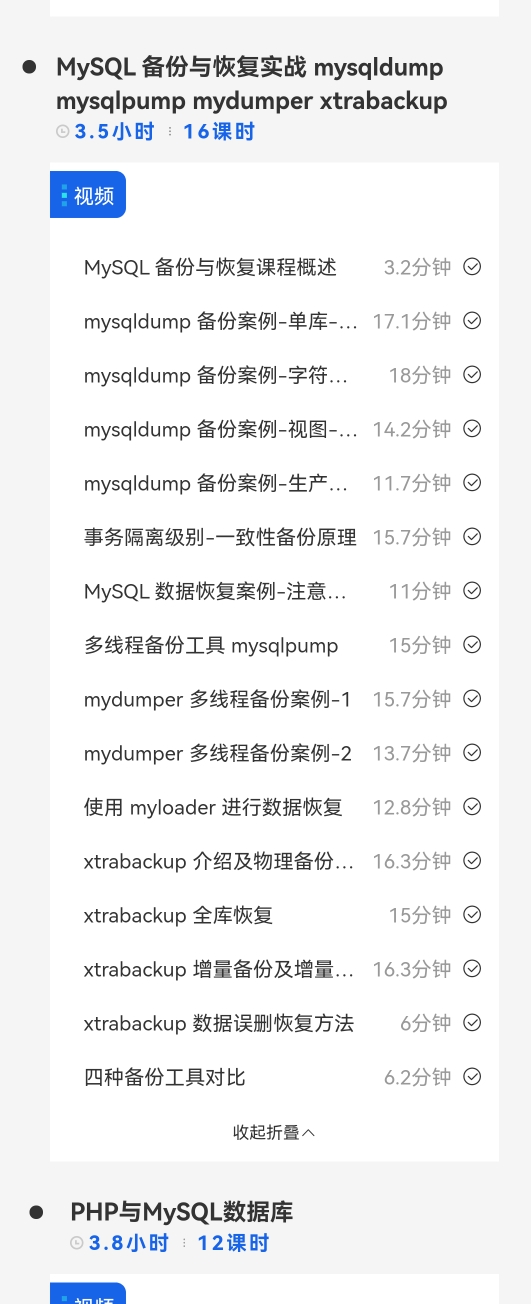 MySQL 备份与恢复实战 mysqldump
mysqlpump mydumper xtrabackup
3.5小时 ⋮ 16课时
视频
MySQL 备份与恢复课程概述 3.2分钟
mysqldump 备份案例-单库-... 17.1分钟
mysqldump 备份案例-字符... 18分钟
mysqldump 备份案例-视图-... 14.2分钟
mysqldump 备份案例-生产... 11.7分钟
事务隔离级别-一致性备份原理 15.7分钟
MySQL 数据恢复案例-注意... 11分钟
多线程备份工具 mysqlpump 15分钟
mydumper 多线程备份案例-1 15.7分钟
mydumper 多线程备份案例-2 13.7分钟
使用 myloader 进行数据恢复 12.8分钟
xtrabackup 介绍及物理备份... 16.3分钟
xtrabackup 全库恢复 15分钟
xtrabackup 增量备份及增量... 16.3分钟
xtrabackup 数据误删恢复方法 6分钟
四种备份工具对比 6.2分钟
收起折叠
PHP与MySQL数据库
3.8小时 ⋮ 12课时
视频